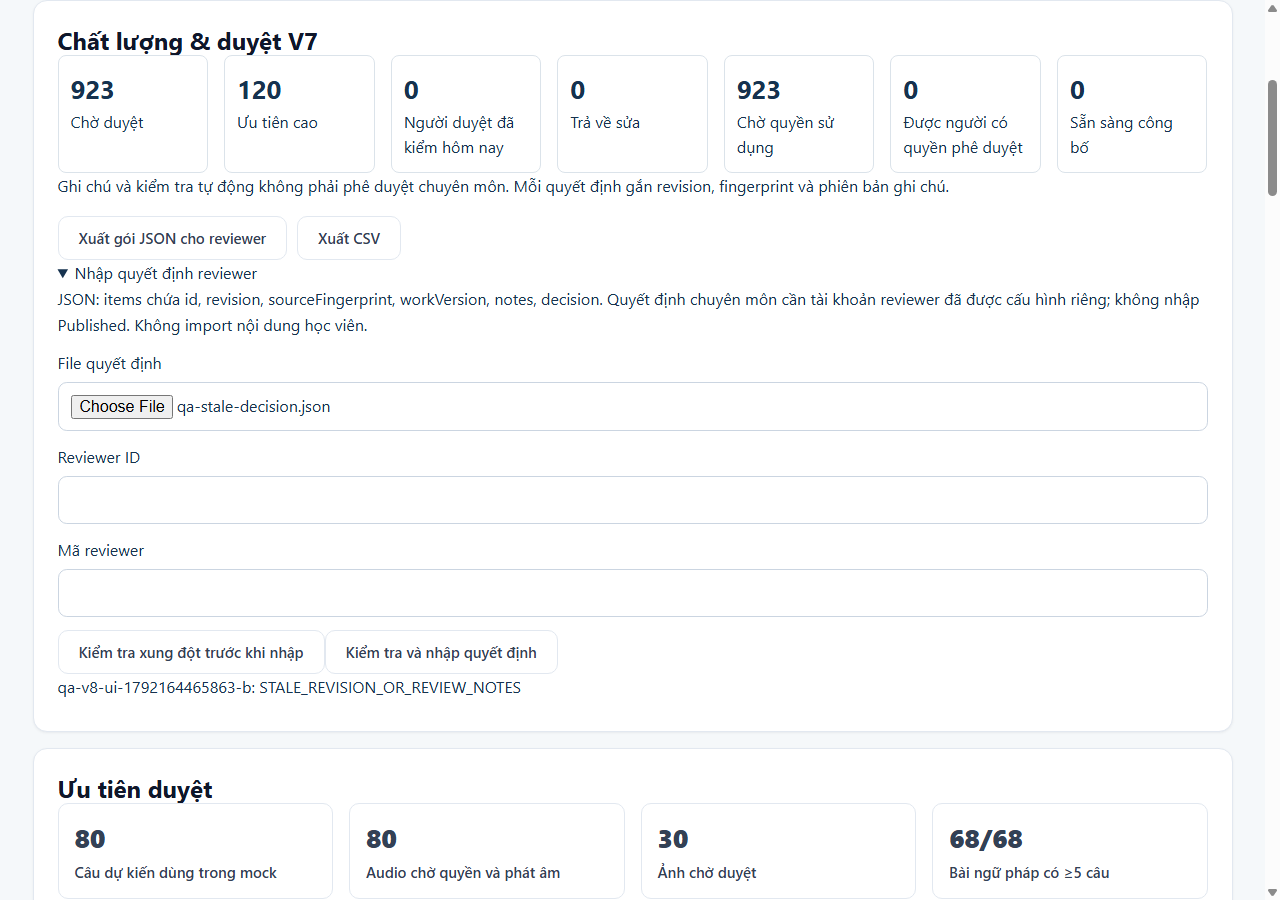 Chất lượng & duyệt V7
923
Chờ duyệt
120
Ưu tiên cao
0
Người duyệt đã
kiểm hôm nay
0
Trả về sửa
923
Chờ quyền sử
dụng
0
Được người có
quyền phê duyệt
0
Sẵn sàng công
bố
Ghi chú và kiểm tra tự động không phải phê duyệt chuyên môn. Mỗi quyết định gắn revision, fingerprint và phiên bản ghi chú.
Xuất gói JSON cho reviewer
Xuất CSV
▼ Nhập quyết định reviewer
JSON: items chứa id, revision, sourceFingerprint, workVersion, notes, decision. Quyết định chuyên môn cần tài khoản reviewer đã được cấu hình riêng; không nhập
Published. Không import nội dung học viên.
File quyết định
Choose File qa-stale-decision.json
Reviewer ID
Mã reviewer
Kiểm tra xung đột trước khi nhập
Kiểm tra và nhập quyết định
qa-v8-ui-1792164465863-b: STALE_REVISION_OR_REVIEW_NOTES
Ưu tiên duyệt
80
Câu dự kiến dùng trong mock
80
Audio chờ quyền và phát âm
30
Ảnh chờ duyệt
68/68
Bài ngữ pháp có ≥5 câu